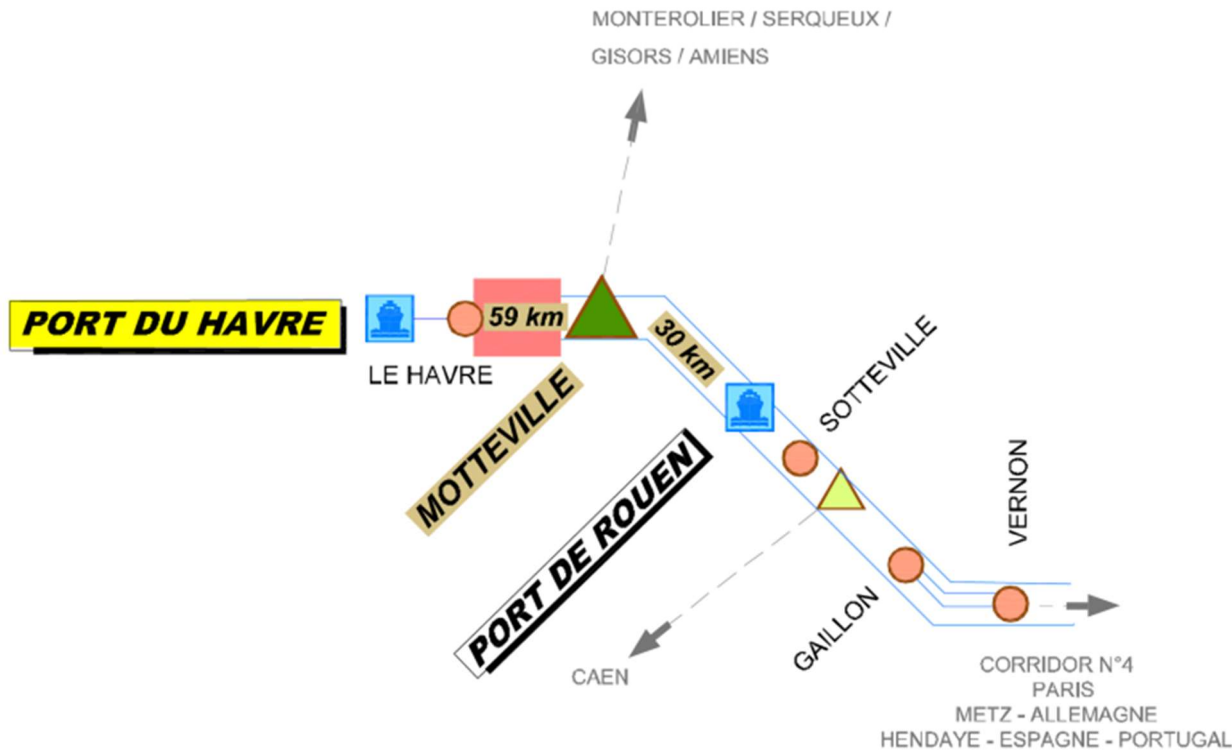 MONTEROLIER / SERQUEUX /
GISORS / AMIENS
PORT DU HAVRE
59 km
30 km
LE HAVRE
MOTTEVILLE
SOTTEVILLE
PORT DE ROUEN
VERNON
GAILLON
CAEN
CORRIDOR N°4
PARIS
METZ - ALLEMAGNE
HENDAYE - ESPAGNE - PORTUGAL